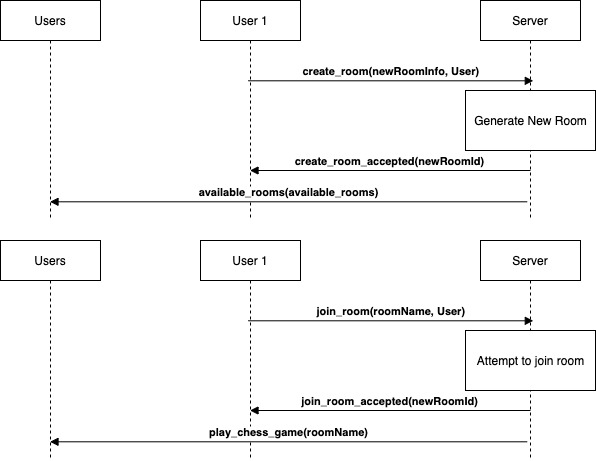 Users
User 1
Server
create_room(newRoomInfo, User)
Generate New Room
create_room_accepted(newRoomId)
available_rooms(available_rooms)
Users
User 1
Server
join_room(roomName, User)
Attempt to join room
join_room_accepted(newRoomId)
play_chess_game(roomName)